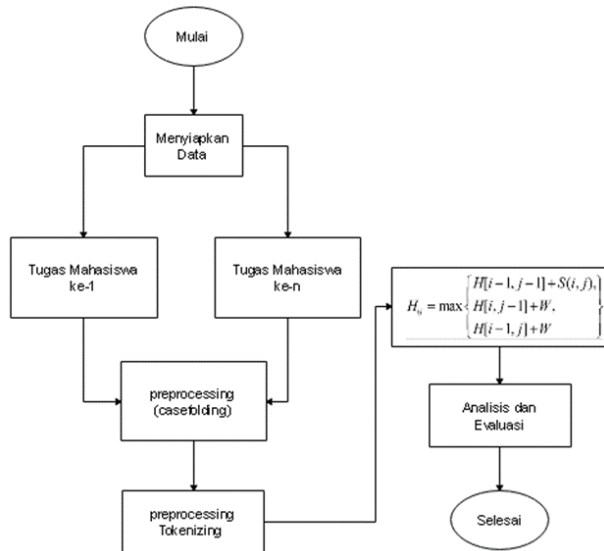 Mulai
Menyiapkan
Data
Tugas Mahasiswa
ke-1
Tugas Mahasiswa
ke-n
preprocessing
(casefolding)
preprocessing
Tokenizing
H[i−1, j−1]+S(i, j),
H_ij = max{ H[i, j−1]+W, }
H[i−1, j]+W
Analisis dan
Evaluasi
Selesai